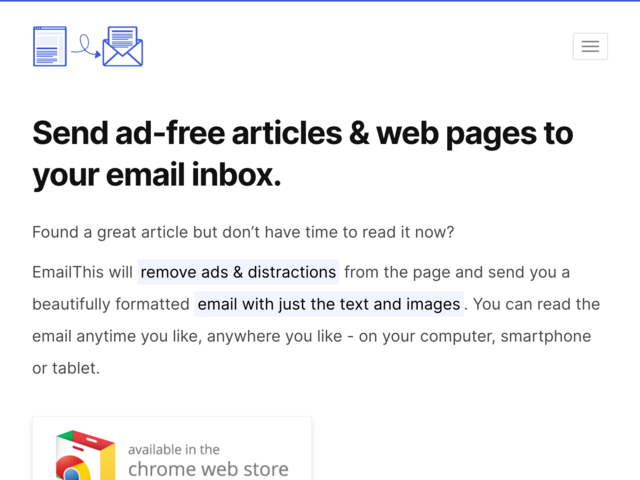 Send ad-free articles & web pages to
your email inbox.
Found a great article but don’t have time to read it now?
EmailThis will remove ads & distractions from the page and send you a
beautifully formatted email with just the text and images. You can read the
email anytime you like, anywhere you like - on your computer, smartphone
or tablet.
available in the
chrome web store